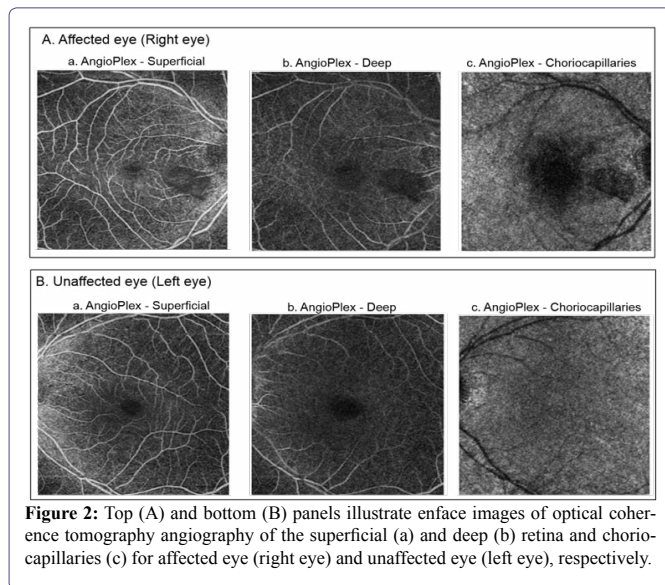 A. Affected eye (Right eye)
a. AngioPlex - Superficial
b. AngioPlex - Deep
c. AngioPlex - Choriocapillaries
B. Unaffected eye (Left eye)
a. AngioPlex - Superficial
b. AngioPlex - Deep
c. AngioPlex - Choriocapillaries
Figure 2: Top (A) and bottom (B) panels illustrate enface images of optical coher-
ence tomography angiography of the superficial (a) and deep (b) retina and chorio-
capillaries (c) for affected eye (right eye) and unaffected eye (left eye), respectively.